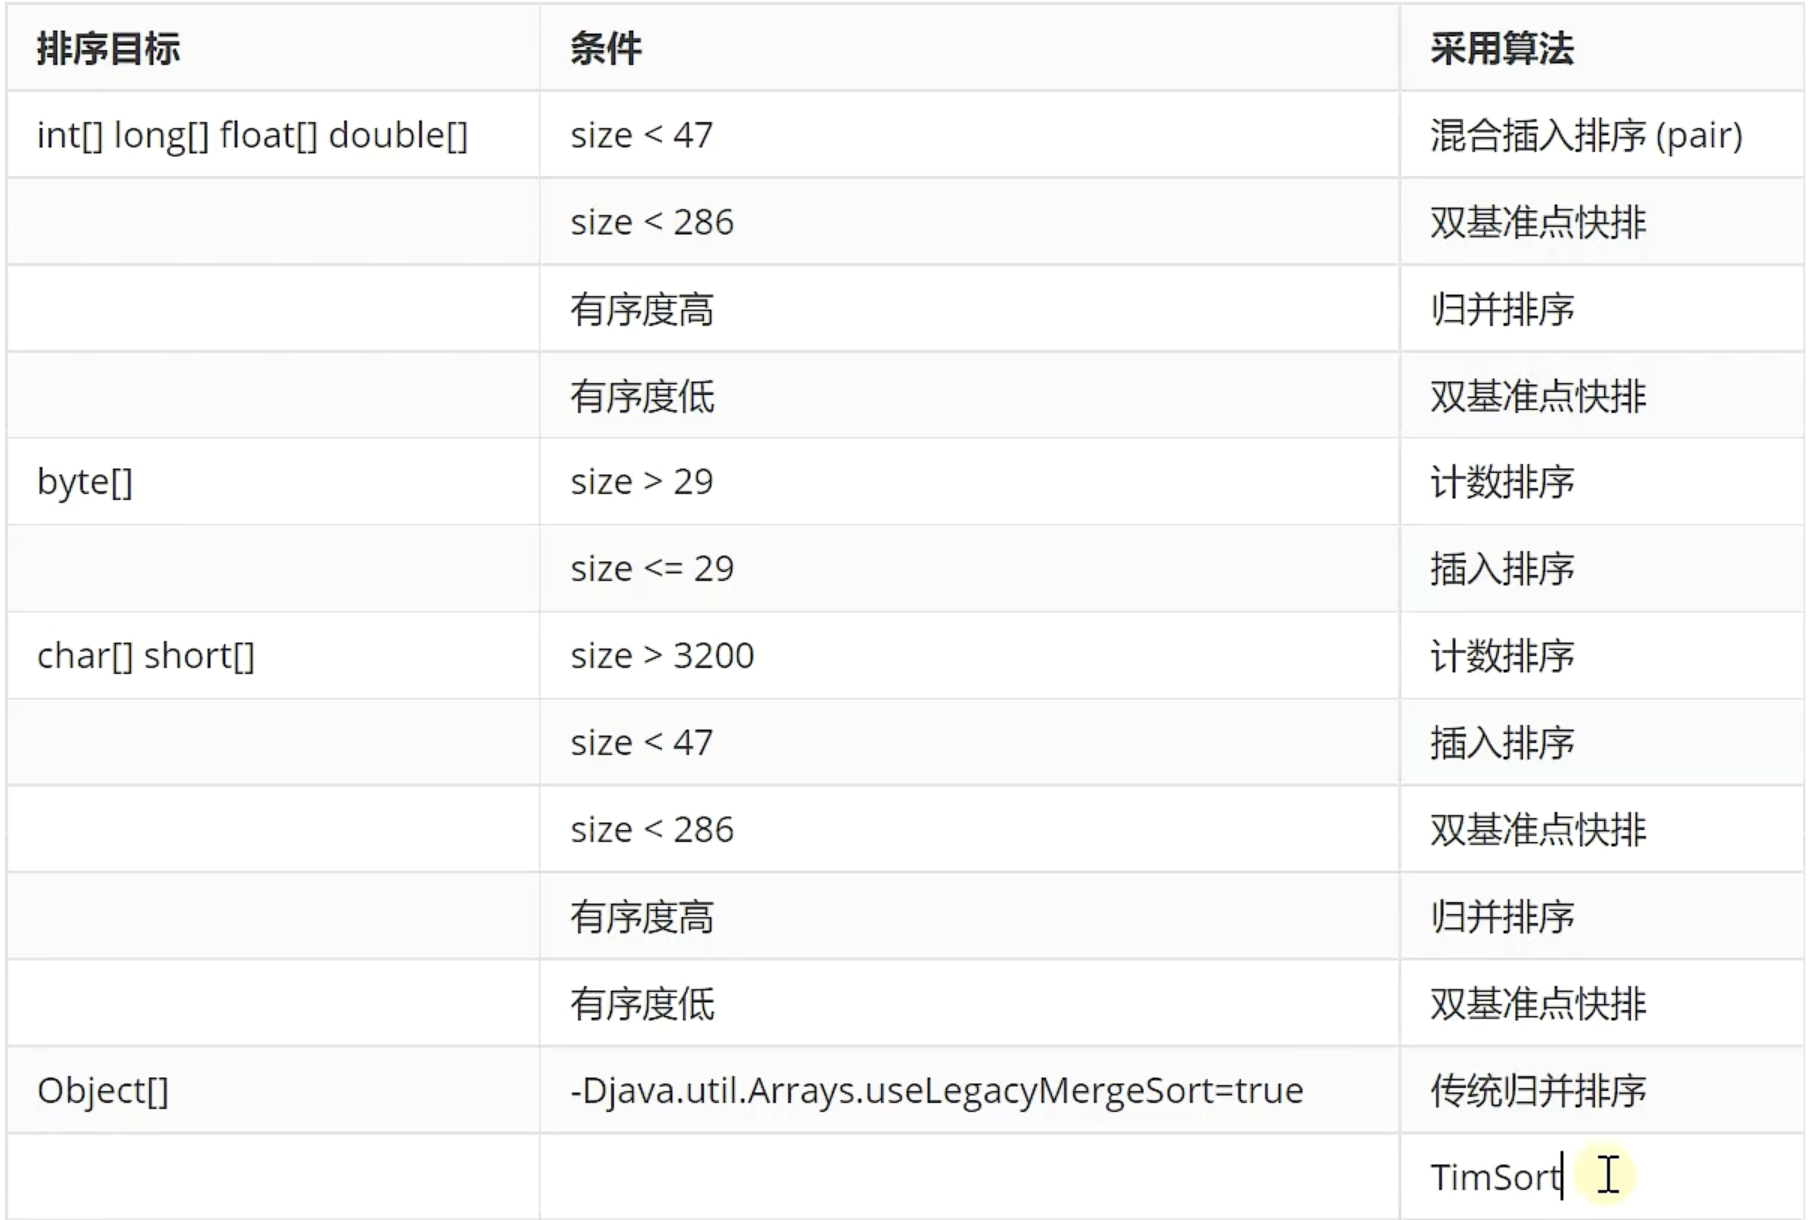 排序目标 条件 采用算法
int[] long[] float[] double[] size < 47 混合插入排序 (pair)
size < 286 双基准点快排
有序度高 归并排序
有序度低 双基准点快排
byte[] size > 29 计数排序
size <= 29 插入排序
char[] short[] size > 3200 计数排序
size < 47 插入排序
size < 286 双基准点快排
有序度高 归并排序
有序度低 双基准点快排
Object[] -Djava.util.Arrays.useLegacyMergeSort=true 传统归并排序
TimSort